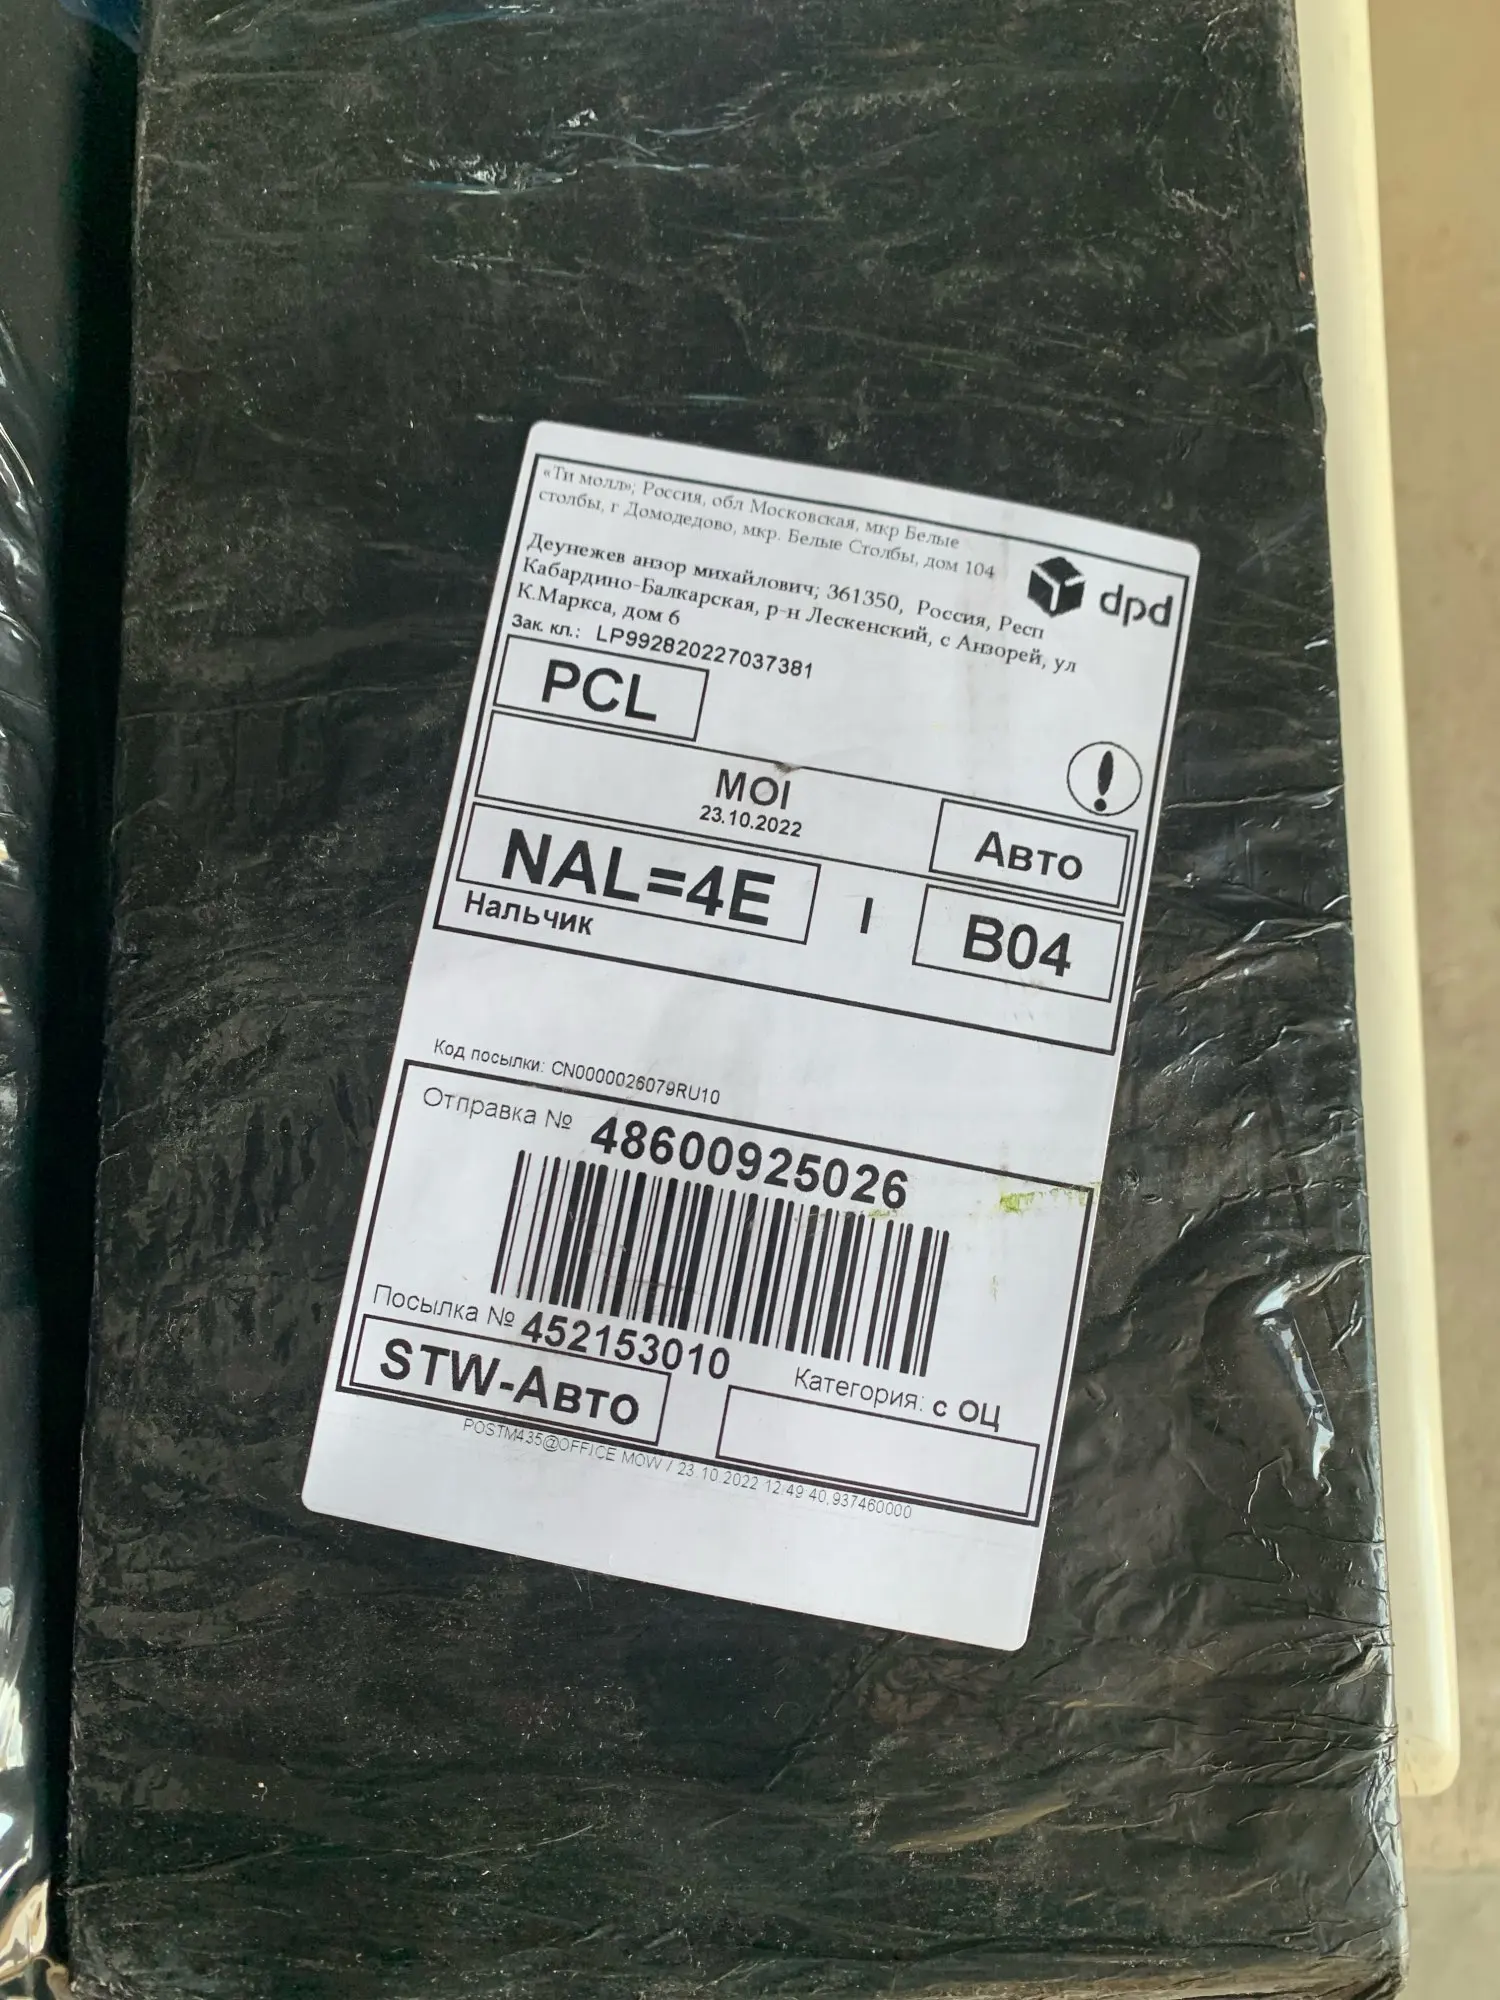 «Ти молл»; Россия, обл Московская, мкр Белые
столбы, г Домодедово, мкр. Белые Столбы, дом 104
Деунежев анзор михайлович; 361350, Россия, Респ
Кабардино-Балкарская, р-н Лескенский, с Анзорей, ул
К.Маркса, дом 6
dpd
Зак. кл.: LP992820227037381
PCL
MOI
23.10.2022
Авто
NAL=4E
I
B04
Нальчик
Код посылки: CN0000026079RU10
Отправка № 48600925026
Посылка № 452153010
Категория: с ОЦ
STW-Авто
POSTM435@OFFICE MOW / 23.10.2022 12:49:40,937460000